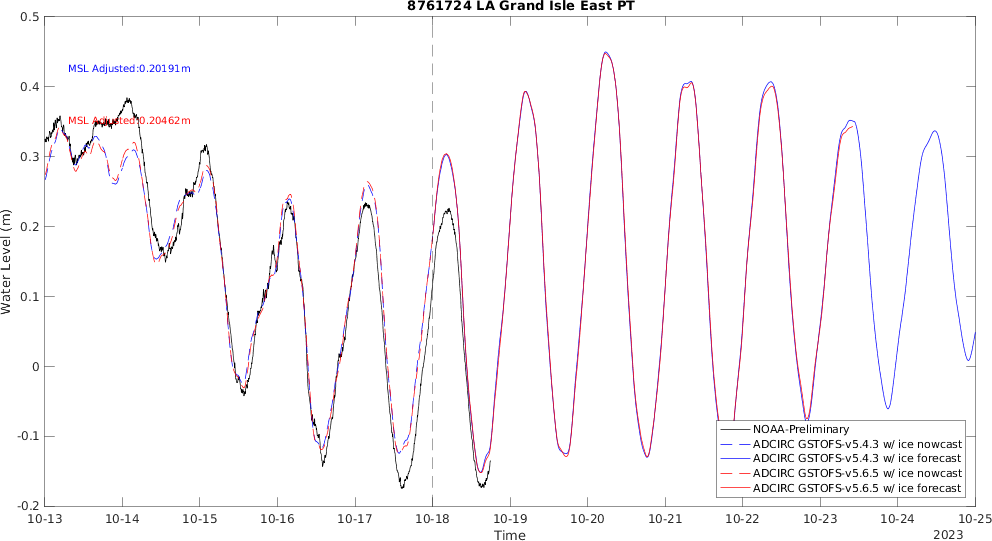 8761724 LA Grand Isle East PT
0.5
MSL Adjusted:0.20191m
0.4
MSL Adjusted:0.20462m
0.3
0.2
Water Level (m)
0.1
0
-0.1
NOAA-Preliminary
ADCIRC GSTOFS-v5.4.3 w/ ice nowcast
ADCIRC GSTOFS-v5.4.3 w/ ice forecast
ADCIRC GSTOFS-v5.6.5 w/ ice nowcast
ADCIRC GSTOFS-v5.6.5 w/ ice forecast
-0.2
10-13 10-14 10-15 10-16 10-17 10-18 10-19 10-20 10-21 10-22 10-23 10-24 10-25
Time
2023